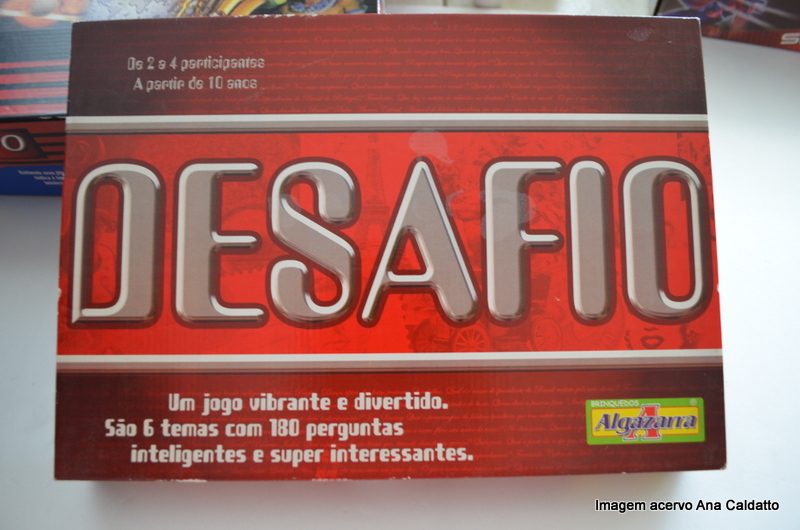 De 2 a 4 participantes
A partir de 10 anos
O
DESAFIO
Um jogo vibrante e divertido.
São 6 temas com 180 perguntas
inteligentes e super interessantes.
BRINQUEDOS
Algazarra
®
Imagem acervo Ana Caldatto